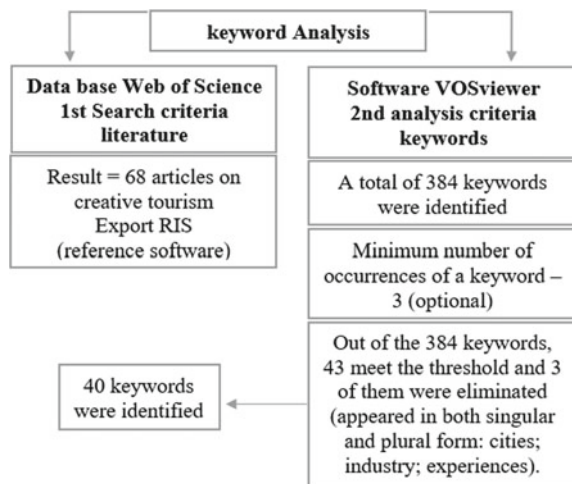 keyword Analysis
Data base Web of Science
1st Search criteria
literature
Result = 68 articles on
creative tourism
Export RIS
(reference software)
Software VOSviewer
2nd analysis criteria
keywords
A total of 384 keywords
were identified
Minimum number of
occurrences of a keyword –
3 (optional)
Out of the 384 keywords,
43 meet the threshold and 3
of them were eliminated
(appeared in both singular
and plural form: cities;
industry; experiences).
40 keywords
were identified